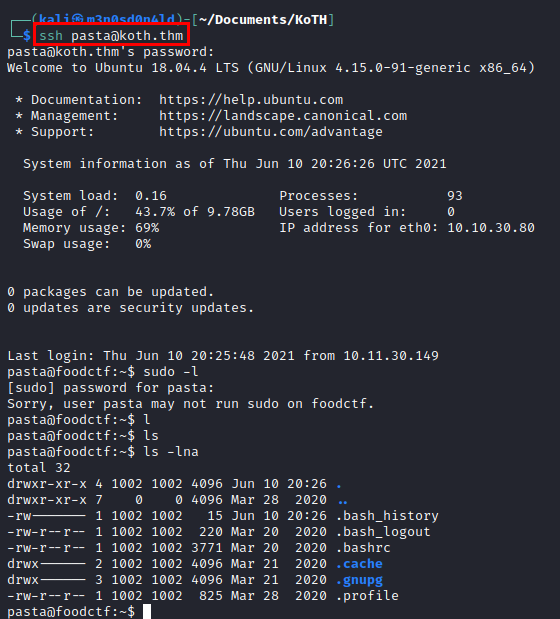 ┌──(kali㉿m3n0sd0n4ld)-[~/Documents/KoTH]
└─$ ssh pasta@koth.thm
pasta@koth.thm's password:
Welcome to Ubuntu 18.04.4 LTS (GNU/Linux 4.15.0-91-generic x86_64)

 * Documentation:  https://help.ubuntu.com
 * Management:     https://landscape.canonical.com
 * Support:        https://ubuntu.com/advantage

  System information as of Thu Jun 10 20:26:26 UTC 2021

  System load:  0.16              Processes:           93
  Usage of /:   43.7% of 9.78GB   Users logged in:     0
  Memory usage: 69%               IP address for eth0: 10.10.30.80
  Swap usage:   0%

0 packages can be updated.
0 updates are security updates.

Last login: Thu Jun 10 20:25:48 2021 from 10.11.30.149
pasta@foodctf:~$ sudo -l
[sudo] password for pasta:
Sorry, user pasta may not run sudo on foodctf.
pasta@foodctf:~$ l
pasta@foodctf:~$ ls
pasta@foodctf:~$ ls -lna
total 32
drwxr-xr-x 4 1002 1002 4096 Jun 10 20:26 .
drwxr-xr-x 7    0    0 4096 Mar 28  2020 ..
-rw------- 1 1002 1002   15 Jun 10 20:26 .bash_history
-rw-r--r-- 1 1002 1002  220 Mar 20  2020 .bash_logout
-rw-r--r-- 1 1002 1002 3771 Mar 20  2020 .bashrc
drwx------ 2 1002 1002 4096 Mar 21  2020 .cache
drwx------ 3 1002 1002 4096 Mar 21  2020 .gnupg
-rw-r--r-- 1 1002 1002  825 Mar 28  2020 .profile
pasta@foodctf:~$